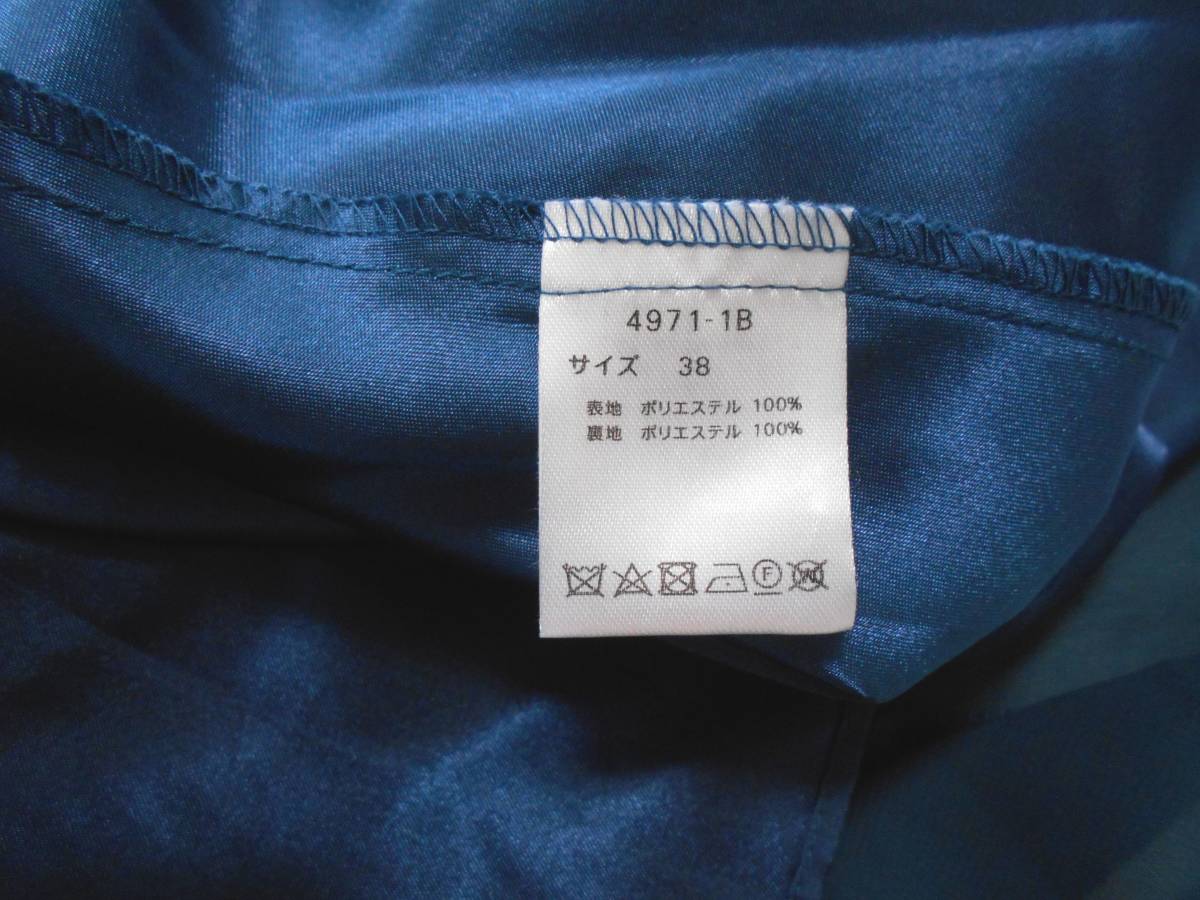 4971-1B
サイズ 38
表地 ポリエステル 100%
裏地 ポリエステル 100%
F W